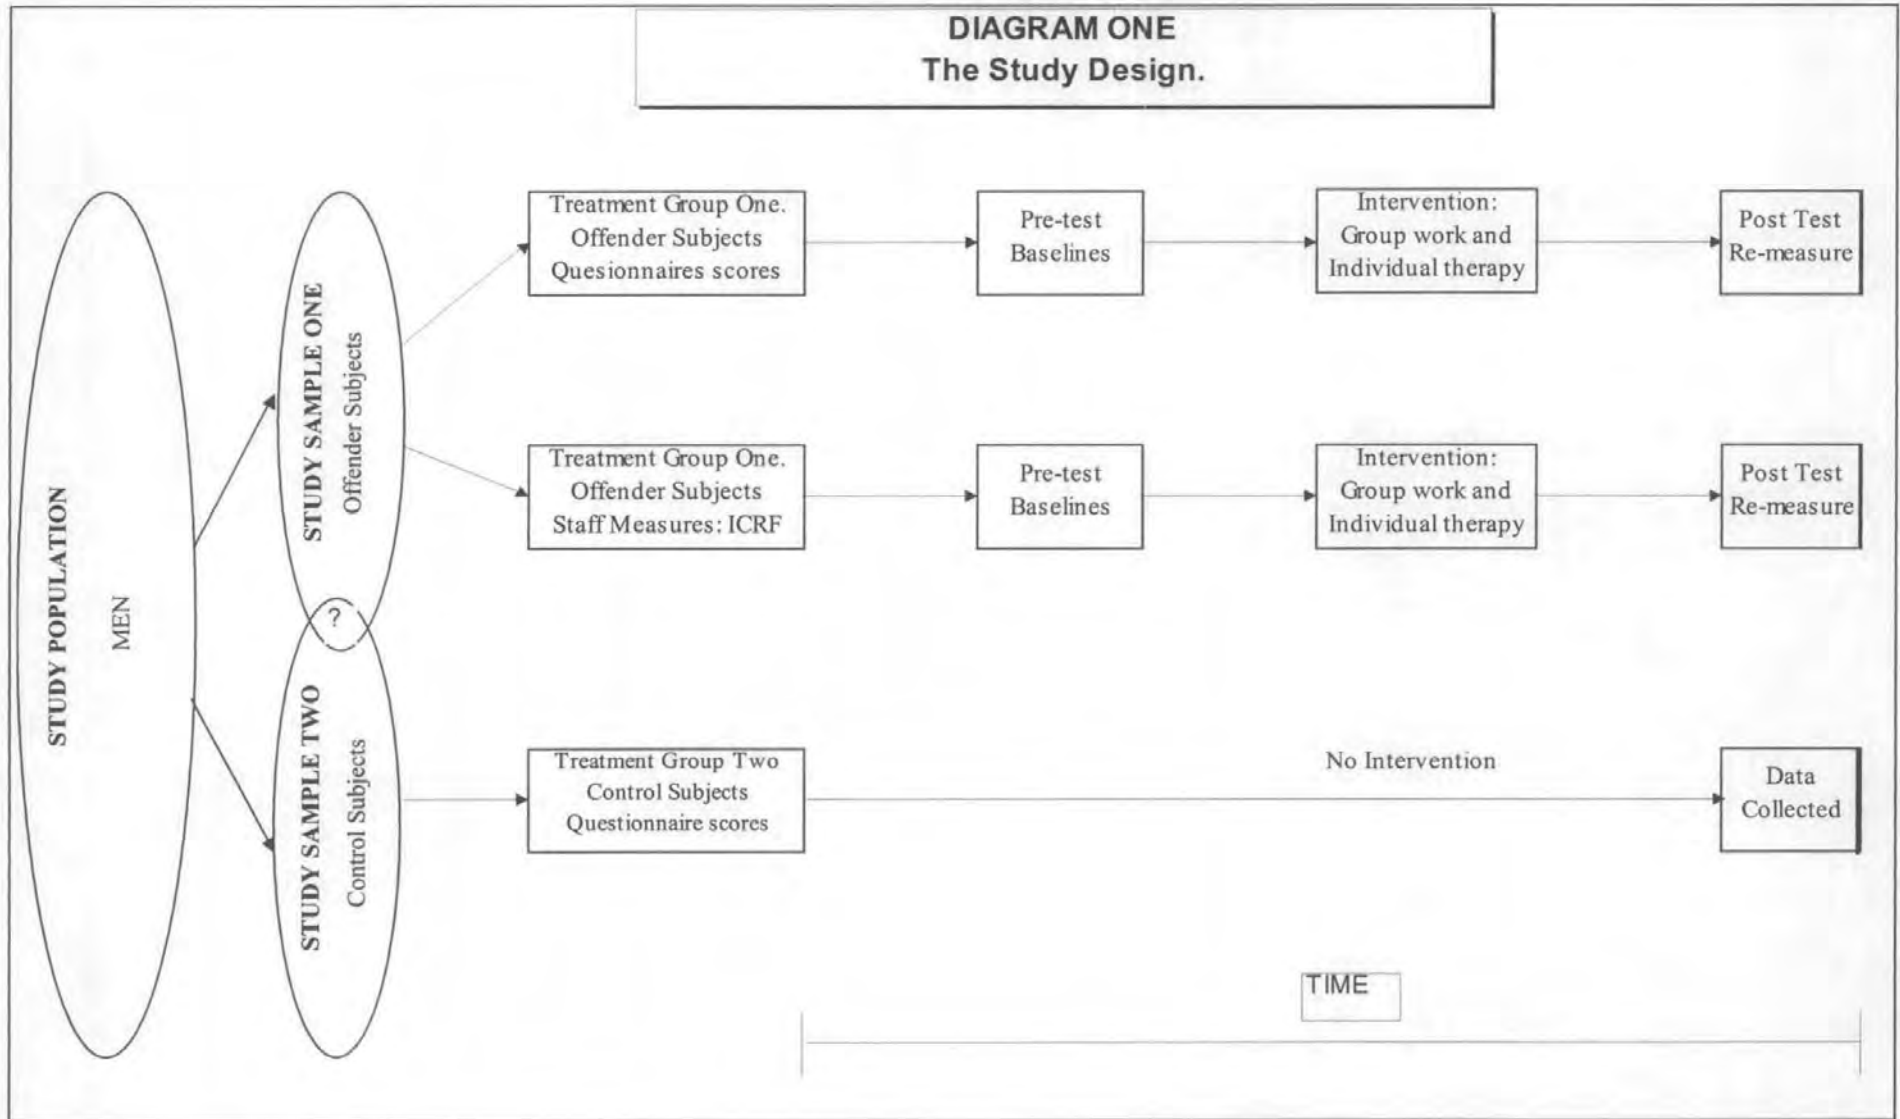 DIAGRAM ONE
The Study Design.
STUDY POPULATION
MEN
STUDY SAMPLE ONE
Offender Subjects
?
STUDY SAMPLE TWO
Control Subjects
Treatment Group One.
Offender Subjects
Quesionnaires scores
Pre-test
Baselines
Intervention:
Group work and
Individual therapy
Post Test
Re-measure
Treatment Group One.
Offender Subjects
Staff Measures: ICRF
Pre-test
Baselines
Intervention:
Group work and
Individual therapy
Post Test
Re-measure
Treatment Group Two
Control Subjects
Questionnaire scores
No Intervention
Data
Collected
TIME